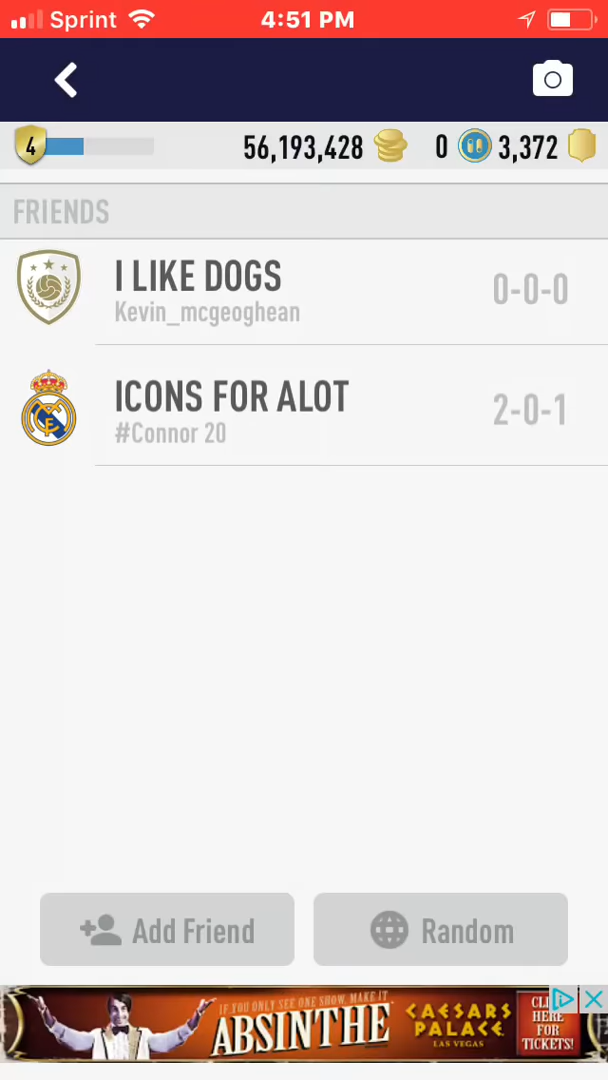 Sprint 4:51 PM
4 56,193,428 0 3,372
FRIENDS
I LIKE DOGS 0-0-0
Kevin_mcgeoghean
ICONS FOR ALOT 2-0-1
#Connor 20
Add Friend Random
IF YOU ONLY SEE ONE SHOW, MAKE IT
ABSINTHE
CAESARS
PALACE
LAS VEGAS
HERE
FOR
TICKETS!